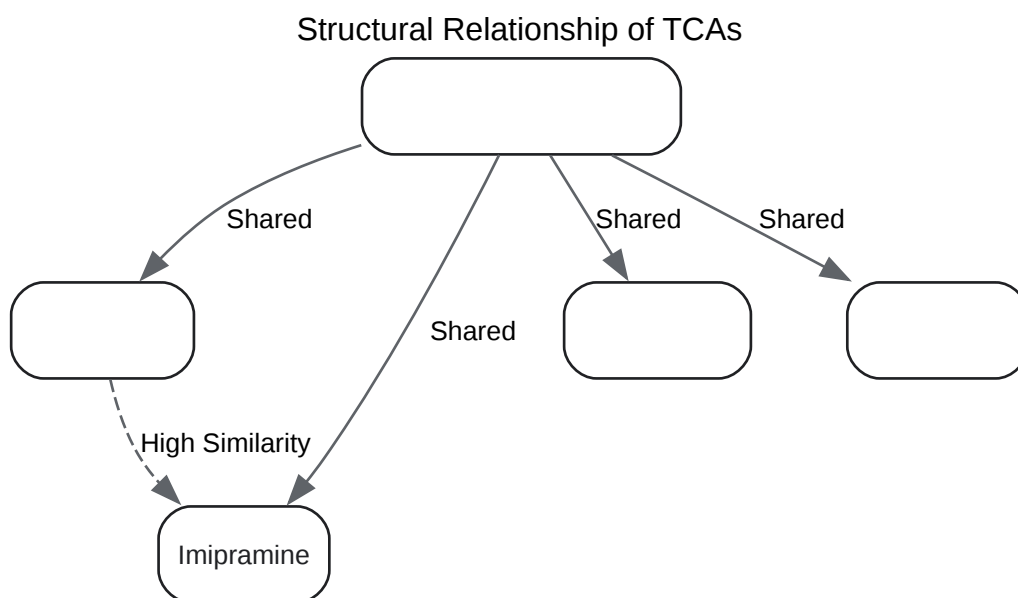 Structural Relationship of TCAs
Shared
Shared
Shared
Shared
High Similarity
Imipramine